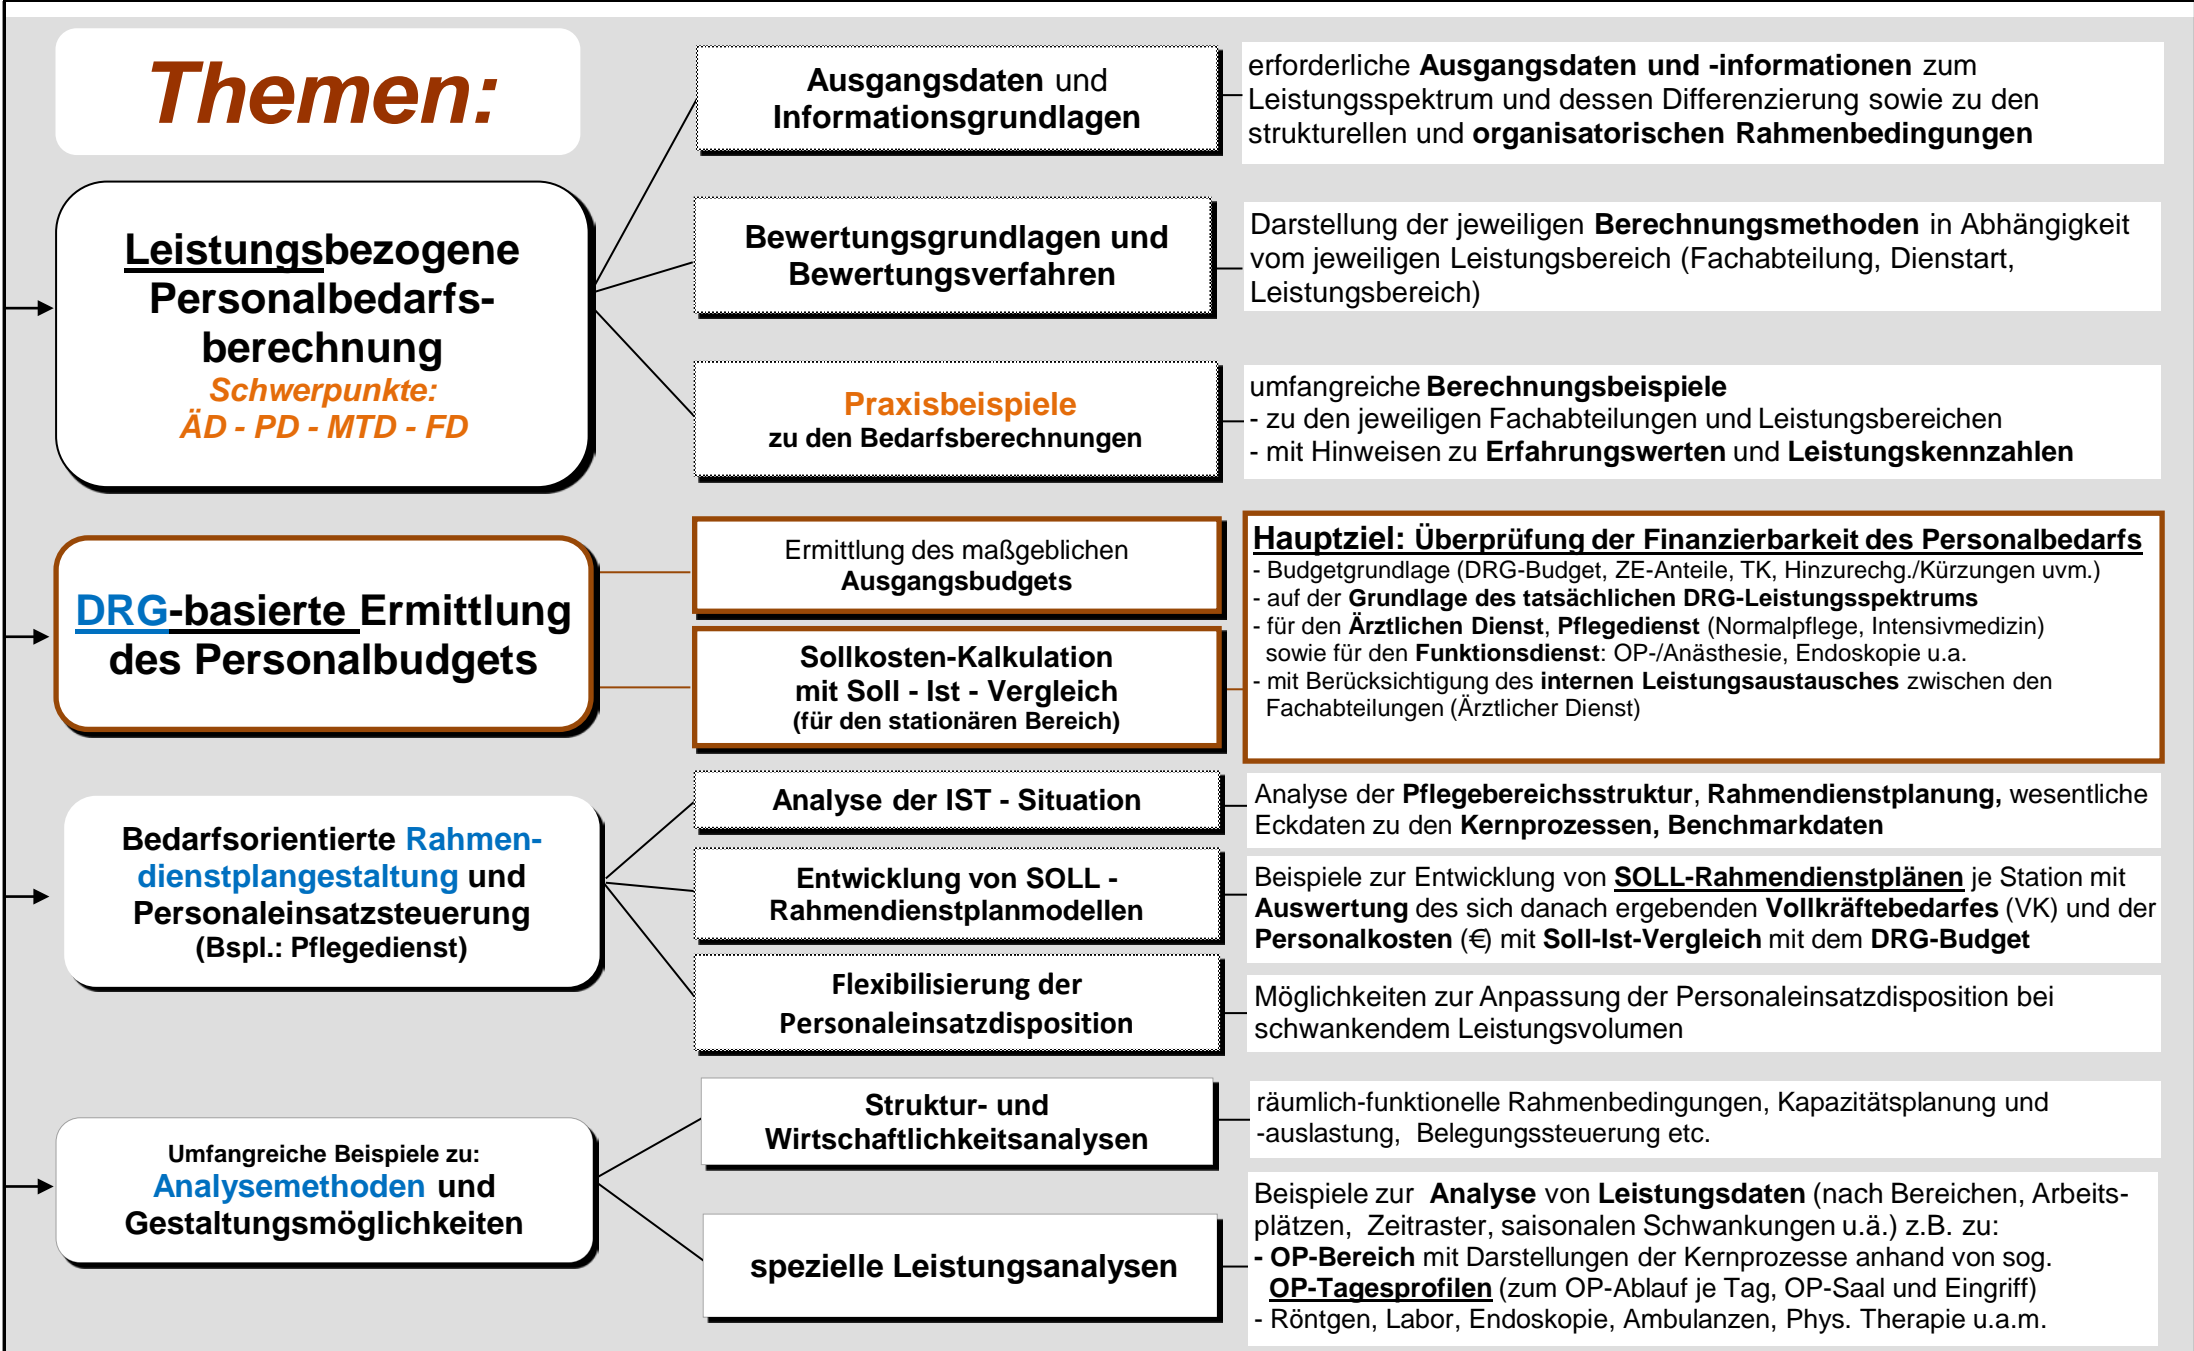 Themen:
Leistungsbezogene
Personalbedarfs-
berechnung
Schwerpunkte:
ÄD - PD - MTD - FD
Ausgangsdaten und
Informationsgrundlagen
erforderliche Ausgangsdaten und -informationen zum
Leistungsspektrum und dessen Differenzierung sowie zu den
strukturellen und organisatorischen Rahmenbedingungen
Bewertungsgrundlagen und
Bewertungsverfahren
Darstellung der jeweiligen Berechnungsmethoden in Abhängigkeit
vom jeweiligen Leistungsbereich (Fachabteilung, Dienstart,
Leistungsbereich)
Praxisbeispiele
zu den Bedarfsberechnungen
umfangreiche Berechnungsbeispiele
- zu den jeweiligen Fachabteilungen und Leistungsbereichen
- mit Hinweisen zu Erfahrungswerten und Leistungskennzahlen
DRG-basierte Ermittlung
des Personalbudgets
Ermittlung des maßgeblichen
Ausgangsbudgets
Sollkosten-Kalkulation
mit Soll - Ist - Vergleich
(für den stationären Bereich)
Hauptziel: Überprüfung der Finanzierbarkeit des Personalbedarfs
- Budgetgrundlage (DRG-Budget, ZE-Anteile, TK, Hinzurechg./Kürzungen uvm.)
- auf der Grundlage des tatsächlichen DRG-Leistungsspektrums
- für den Ärztlichen Dienst, Pflegedienst (Normalpflege, Intensivmedizin)
sowie für den Funktionsdienst: OP-/Anästhesie, Endoskopie u.a.
- mit Berücksichtigung des internen Leistungsaustausches zwischen den
Fachabteilungen (Ärztlicher Dienst)
Bedarfsorientierte Rahmen-
dienstplangestaltung und
Personaleinsatzsteuerung
(Bspl.: Pflegedienst)
Analyse der IST - Situation
Analyse der Pflegebereichsstruktur, Rahmendienstplanung, wesentliche
Eckdaten zu den Kernprozessen, Benchmarkdaten
Entwicklung von SOLL -
Rahmendienstplanmodellen
Beispiele zur Entwicklung von SOLL-Rahmendienstplänen je Station mit
Auswertung des sich danach ergebenden Vollkräftebedarfes (VK) und der
Personalkosten (€) mit Soll-Ist-Vergleich mit dem DRG-Budget
Flexibilisierung der
Personaleinsatzdisposition
Möglichkeiten zur Anpassung der Personaleinsatzdisposition bei
schwankendem Leistungsvolumen
Umfangreiche Beispiele zu:
Analysemethoden und
Gestaltungsmöglichkeiten
Struktur- und
Wirtschaftlichkeitsanalysen
räumlich-funktionelle Rahmenbedingungen, Kapazitätsplanung und
-auslastung, Belegungssteuerung etc.
spezielle Leistungsanalysen
Beispiele zur Analyse von Leistungsdaten (nach Bereichen, Arbeits-
plätzen, Zeitraster, saisonalen Schwankungen u.ä.) z.B. zu:
- OP-Bereich mit Darstellungen der Kernprozesse anhand von sog.
OP-Tagesprofilen (zum OP-Ablauf je Tag, OP-Saal und Eingriff)
- Röntgen, Labor, Endoskopie, Ambulanzen, Phys. Therapie u.a.m.